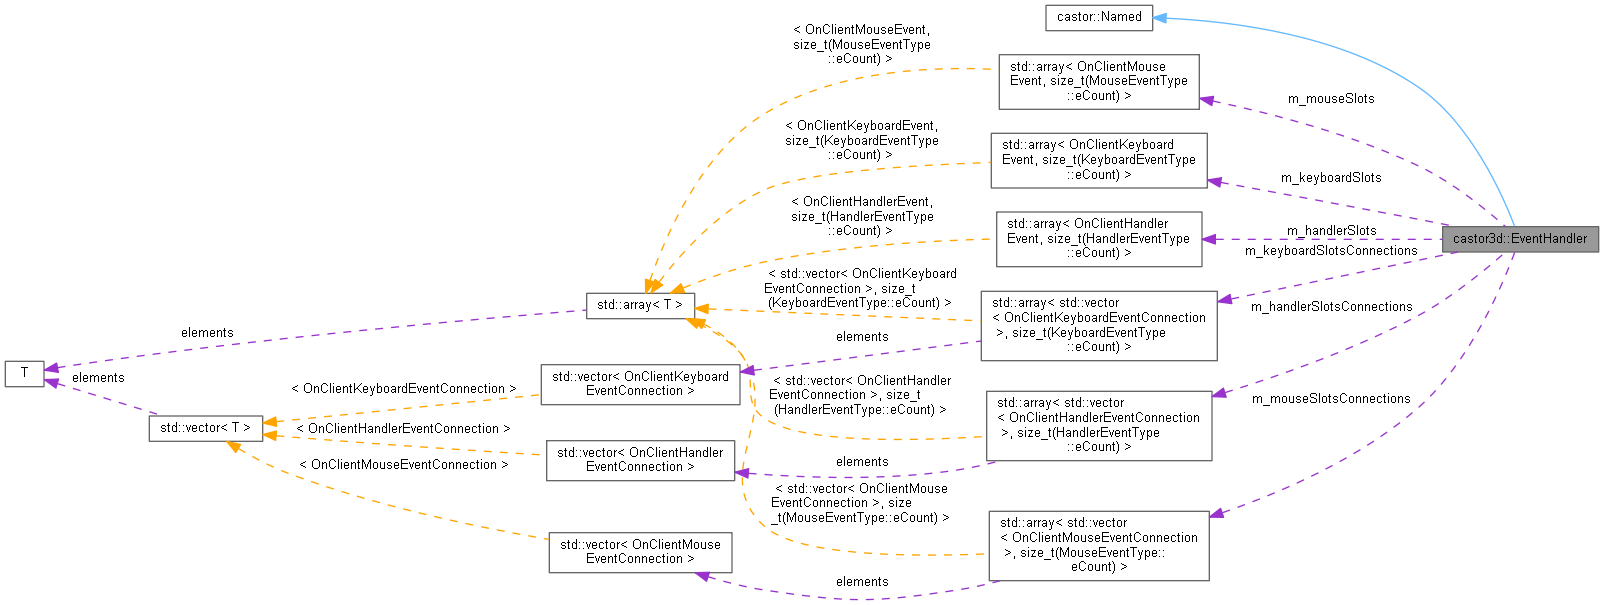 castor::Named
< OnClientMouseEvent,
size_t(MouseEventType
::eCount) >
std::array< OnClientMouse
Event, size_t(MouseEventType
::eCount) >
m_mouseSlots
< OnClientKeyboardEvent,
size_t(KeyboardEventType
::eCount) >
std::array< OnClientKeyboard
Event, size_t(KeyboardEventType
::eCount) >
m_keyboardSlots
< OnClientHandlerEvent,
size_t(HandlerEventType
::eCount) >
std::array< OnClientHandler
Event, size_t(HandlerEventType
::eCount) >
m_handlerSlots
castor3d::EventHandler
m_keyboardSlotsConnections
< std::vector< OnClientKeyboard
EventConnection >, size_t
(KeyboardEventType::eCount) >
std::array< std::vector
< OnClientKeyboardEventConnection
>, size_t(KeyboardEventType
::eCount) >
m_handlerSlotsConnections
std::array< T >
elements
elements
T
elements
< OnClientKeyboardEventConnection >
std::vector< OnClientKeyboard
EventConnection >
< std::vector< OnClientHandler
EventConnection >, size_t
(HandlerEventType::eCount) >
std::array< std::vector
< OnClientHandlerEventConnection
>, size_t(HandlerEventType
::eCount) >
m_mouseSlotsConnections
std::vector< T >
< OnClientHandlerEventConnection >
std::vector< OnClientHandler
EventConnection >
elements
< OnClientMouseEventConnection >
< std::vector< OnClientMouse
EventConnection >, size
_t(MouseEventType::eCount) >
std::array< std::vector
< OnClientMouseEventConnection
>, size_t(MouseEventType::
eCount) >
std::vector< OnClientMouse
EventConnection >
elements